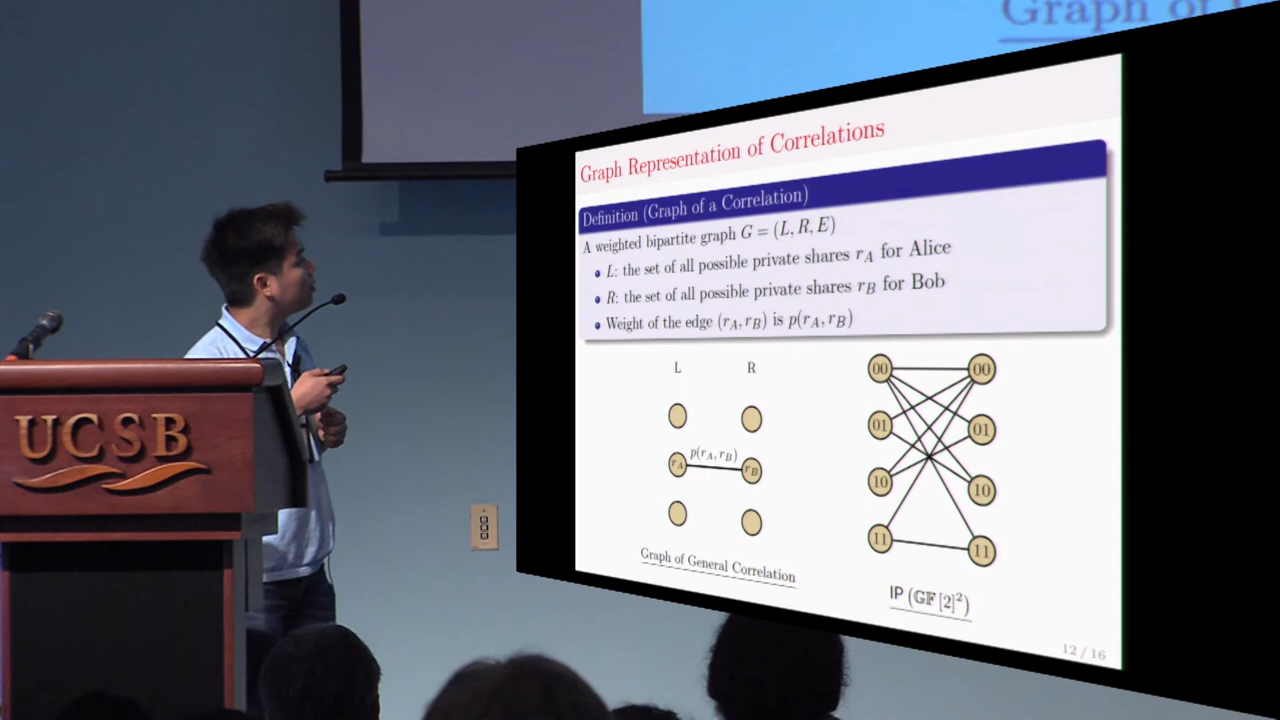 Graph of
Graph Representation of Correlations
Definition (Graph of a Correlation)
A weighted bipartite graph G = (L, R, E)
• L: the set of all possible private shares r_A for Alice
• R: the set of all possible private shares r_B for Bob
• Weight of the edge (r_A, r_B) is p(r_A, r_B)
L R
p(r_A, r_B)
r_A r_B
Graph of General Correlation
00 00
01 01
10 10
11 11
IP (GF [2]²)
12 / 16
UCSB